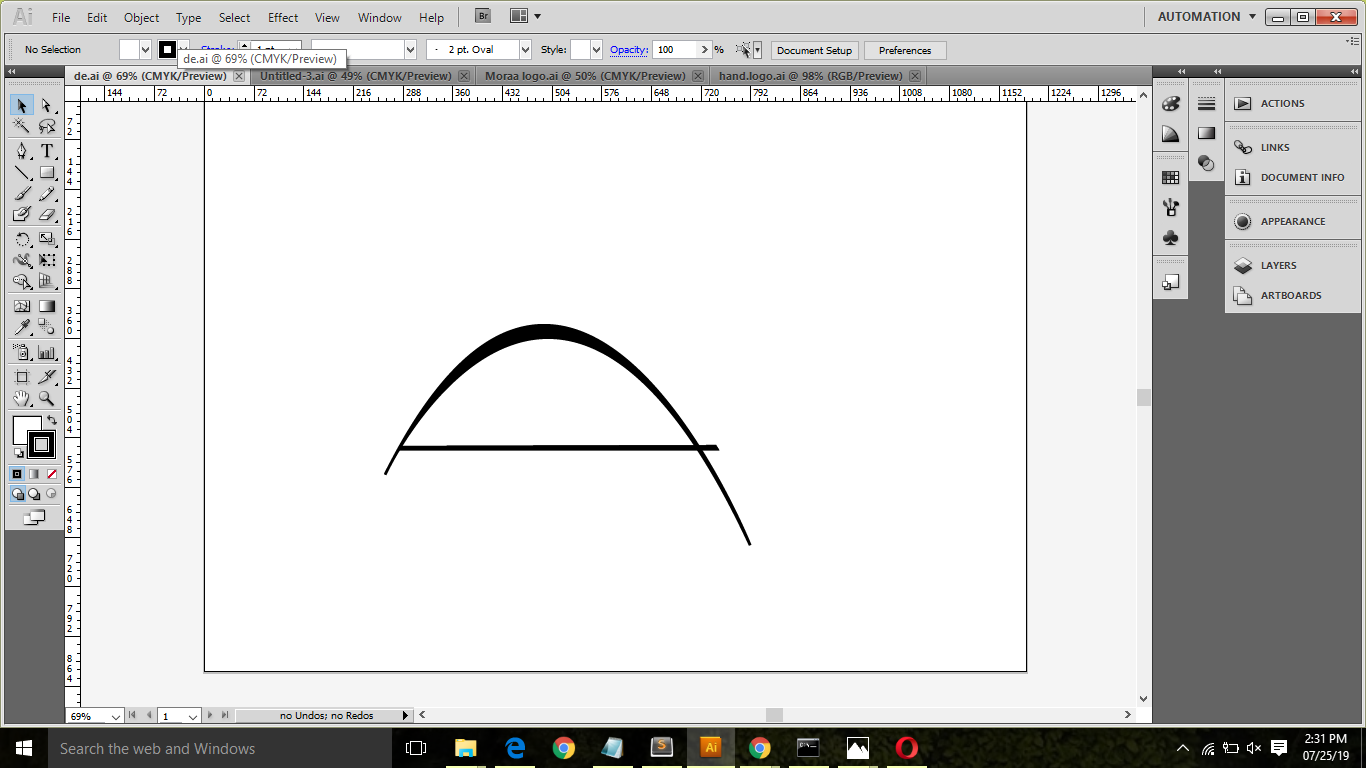 Ai File Edit Object Type Select Effect View Window Help Br AUTOMATION
No Selection 1 pt 2 pt. Oval Style: Opacity: 100 % Document Setup Preferences
de.ai @ 69% (CMYK/Preview)
de.ai @ 69% (CMYK/Preview) Untitled-3.ai @ 49% (CMYK/Preview) Moraa logo.ai @ 50% (CMYK/Preview) hand.logo.ai @ 98% (RGB/Preview)
144 72 0 72 144 216 288 360 432 504 576 648 720 792 864 936 1008 1080 1152 1224 1296
72
144
216
288
360
432
504
576
648
720
792
864
ACTIONS
LINKS
DOCUMENT INFO
APPEARANCE
LAYERS
ARTBOARDS
69% 1 no Undos; no Redos
Search the web and Windows
S
Ai
2:31 PM
07/25/19